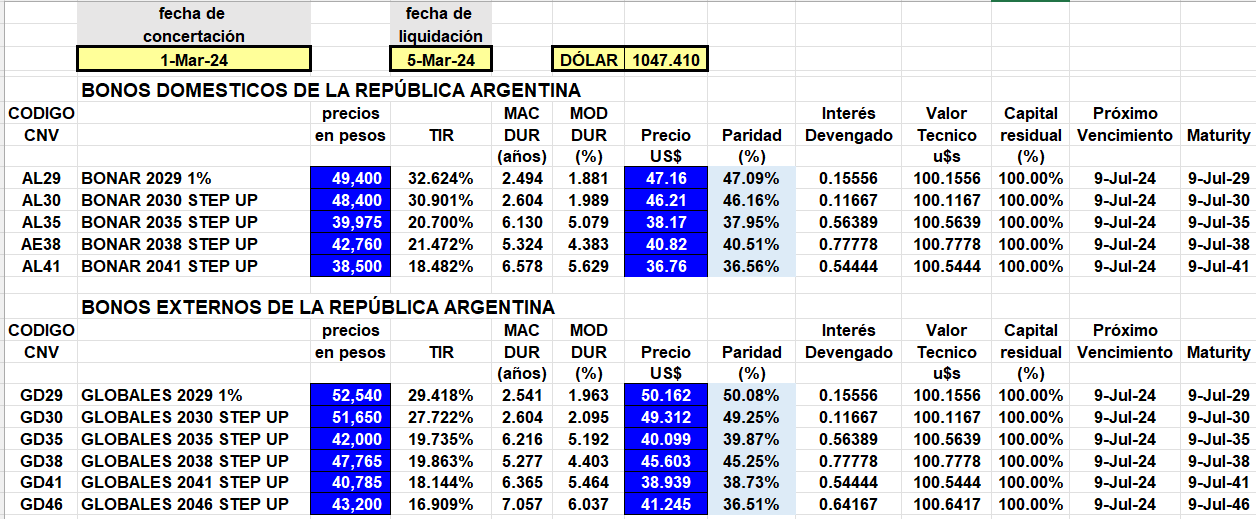 fecha de fecha de
concertación liquidación
1-Mar-24 5-Mar-24 DÓLAR 1047.410
BONOS DOMESTICOS DE LA REPÚBLICA ARGENTINA
CODIGO precios MAC MOD Interés Valor Capital Próximo
CNV en pesos TIR DUR DUR Precio Paridad Devengado Tecnico residual Vencimiento Maturity
(años) (%) US$ (%) u$s (%)
AL29 BONAR 2029 1% 49,400 32.624% 2.494 1.881 47.16 47.09% 0.15556 100.1556 100.00% 9-Jul-24 9-Jul-29
AL30 BONAR 2030 STEP UP 48,400 30.901% 2.604 1.989 46.21 46.16% 0.11667 100.1167 100.00% 9-Jul-24 9-Jul-30
AL35 BONAR 2035 STEP UP 39,975 20.700% 6.130 5.079 38.17 37.95% 0.56389 100.5639 100.00% 9-Jul-24 9-Jul-35
AE38 BONAR 2038 STEP UP 42,760 21.472% 5.324 4.383 40.82 40.51% 0.77778 100.7778 100.00% 9-Jul-24 9-Jul-38
AL41 BONAR 2041 STEP UP 38,500 18.482% 6.578 5.629 36.76 36.56% 0.54444 100.5444 100.00% 9-Jul-24 9-Jul-41
BONOS EXTERNOS DE LA REPÚBLICA ARGENTINA
CODIGO precios MAC MOD Interés Valor Capital Próximo
CNV en pesos TIR DUR DUR Precio Paridad Devengado Tecnico residual Vencimiento Maturity
(años) (%) US$ (%) u$s (%)
GD29 GLOBALES 2029 1% 52,540 29.418% 2.541 1.963 50.162 50.08% 0.15556 100.1556 100.00% 9-Jul-24 9-Jul-29
GD30 GLOBALES 2030 STEP UP 51,650 27.722% 2.604 2.095 49.312 49.25% 0.11667 100.1167 100.00% 9-Jul-24 9-Jul-30
GD35 GLOBALES 2035 STEP UP 42,000 19.735% 6.216 5.192 40.099 39.87% 0.56389 100.5639 100.00% 9-Jul-24 9-Jul-35
GD38 GLOBALES 2038 STEP UP 47,765 19.863% 5.277 4.403 45.603 45.25% 0.77778 100.7778 100.00% 9-Jul-24 9-Jul-38
GD41 GLOBALES 2041 STEP UP 40,785 18.144% 6.365 5.464 38.939 38.73% 0.54444 100.5444 100.00% 9-Jul-24 9-Jul-41
GD46 GLOBALES 2046 STEP UP 43,200 16.909% 7.057 6.037 41.245 36.51% 0.64167 100.6417 100.00% 9-Jul-24 9-Jul-46